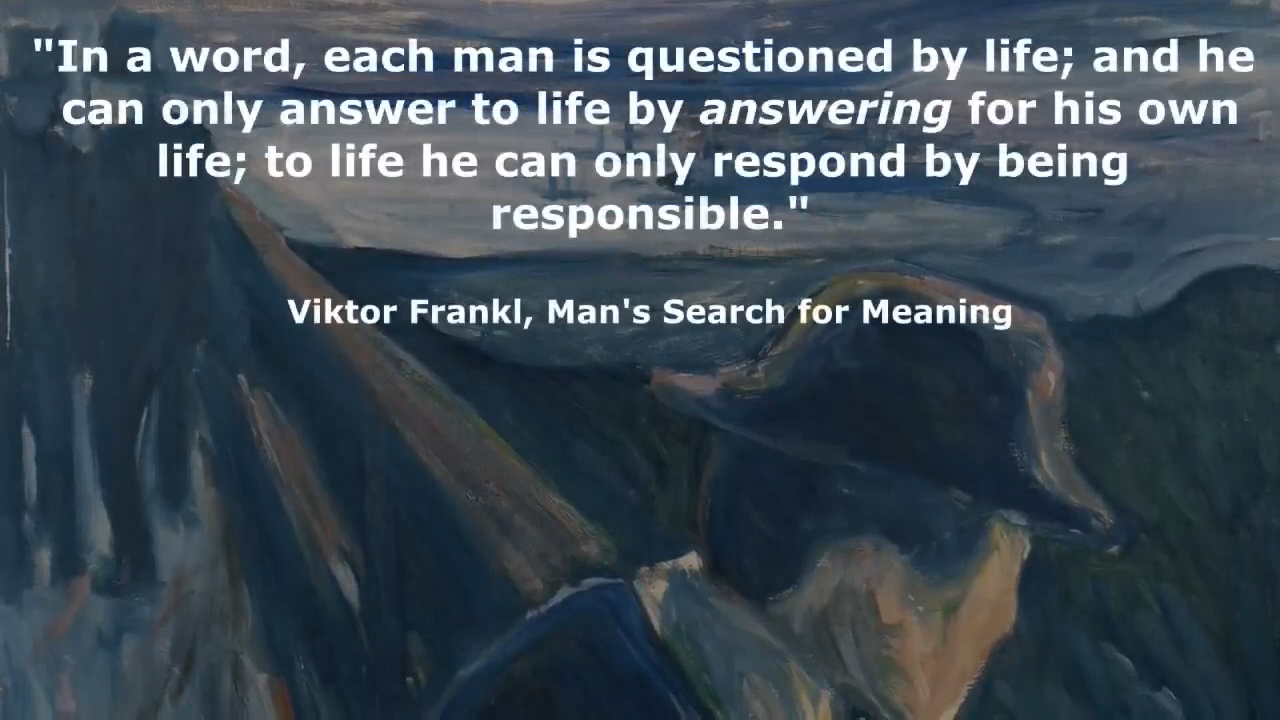 "In a word, each man is questioned by life; and he
can only answer to life by answering for his own
life; to life he can only respond by being
responsible."
Viktor Frankl, Man's Search for Meaning